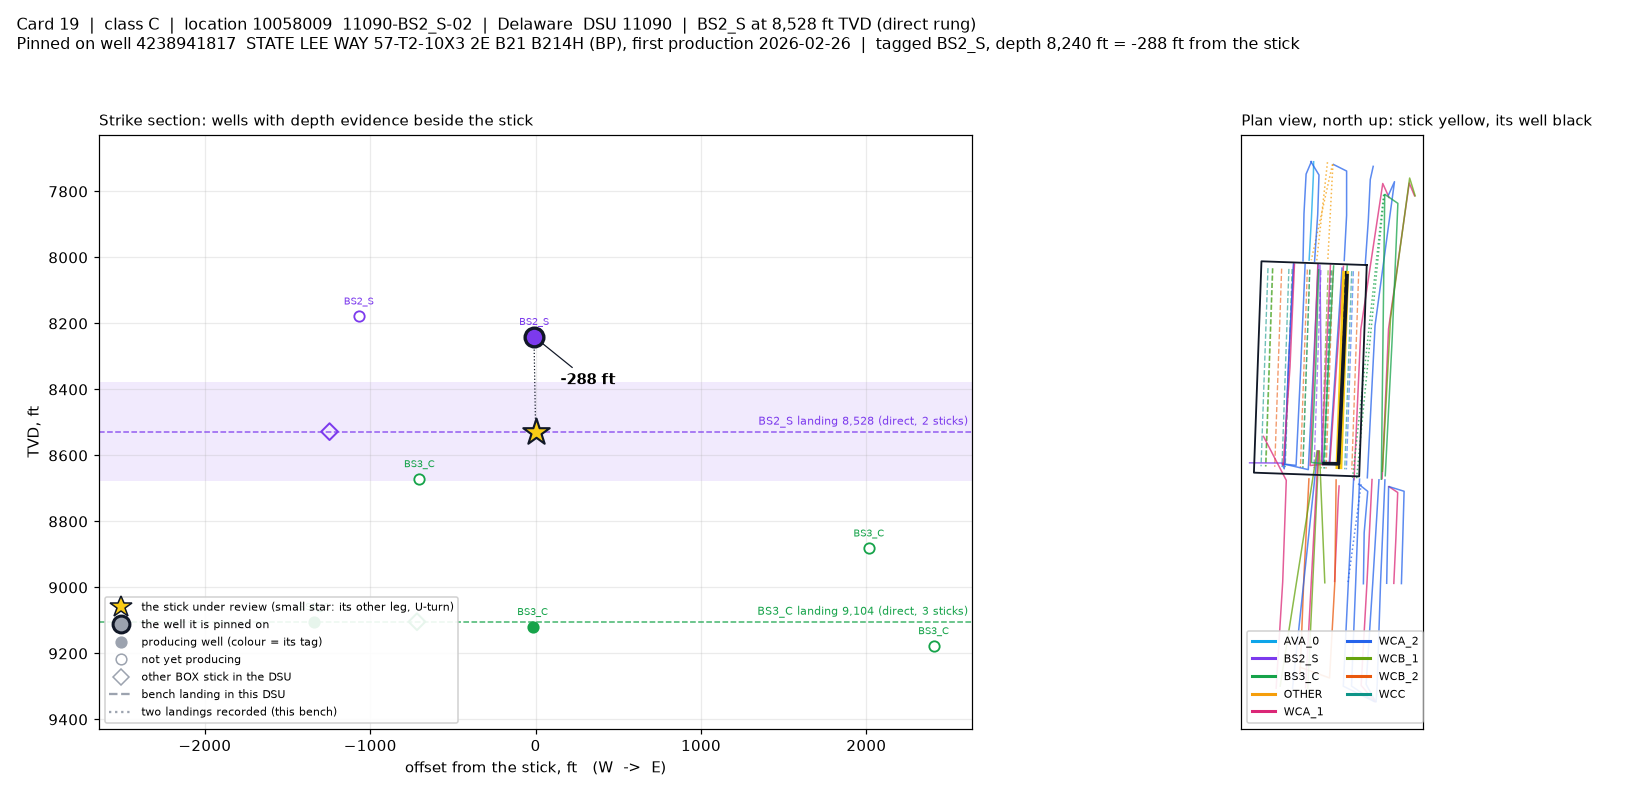 Card 19 | class C | location 10058009 11090-BS2_S-02 | Delaware DSU 11090 | BS2_S at 8,528 ft TVD (direct rung)
Pinned on well 4238941817 STATE LEE WAY 57-T2-10X3 2E B21 B214H (BP), first production 2026-02-26 | tagged BS2_S, depth 8,240 ft = -288 ft from the stick
Strike section: wells with depth evidence beside the stick
Plan view, north up: stick yellow, its well black
7800
8000
8200
8400
8600
8800
9000
9200
9400
TVD, ft
BS2_S
BS2_S
-288 ft
BS2_S landing 8,528 (direct, 2 sticks)
BS3_C
BS3_C
BS3_C
BS3_C landing 9,104 (direct, 3 sticks)
BS3_C
the stick under review (small star: its other leg, U-turn)
the well it is pinned on
producing well (colour = its tag)
not yet producing
other BOX stick in the DSU
bench landing in this DSU
two landings recorded (this bench)
−2000
−1000
0
1000
2000
offset from the stick, ft (W -> E)
AVA_0
BS2_S
BS3_C
OTHER
WCA_1
WCA_2
WCB_1
WCB_2
WCC